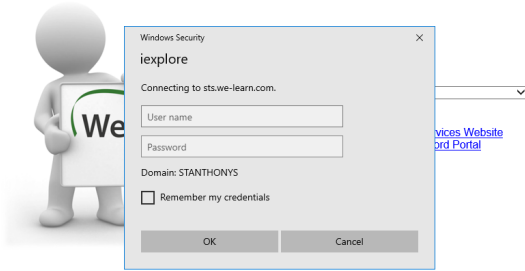 Windows Security
iexplore
Connecting to sts.we-learn.com.
User name
We
vices Website
ord Portal
Password
Domain: STANTHONYS
Remember my credentials
OK Cancel